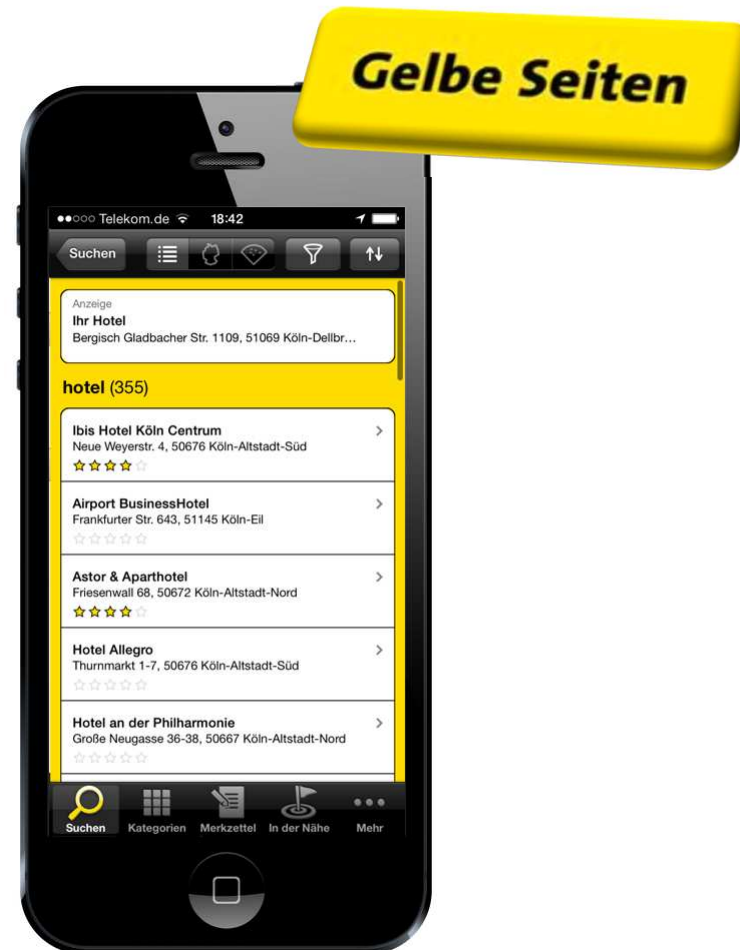 Gelbe Seiten
Telekom.de 18:42
Suchen
Anzeige
Ihr Hotel
Bergisch Gladbacher Str. 1109, 51069 Köln-Dellbr…
hotel (355)
Ibis Hotel Köln Centrum
Neue Weyerstr. 4, 50676 Köln-Altstadt-Süd
Airport BusinessHotel
Frankfurter Str. 643, 51145 Köln-Eil
Astor & Aparthotel
Friesenwall 68, 50672 Köln-Altstadt-Nord
Hotel Allegro
Thurnmarkt 1-7, 50676 Köln-Altstadt-Süd
Hotel an der Philharmonie
Große Neugasse 36-38, 50667 Köln-Altstadt-Nord
Suchen Kategorien Merkzettel In der Nähe Mehr